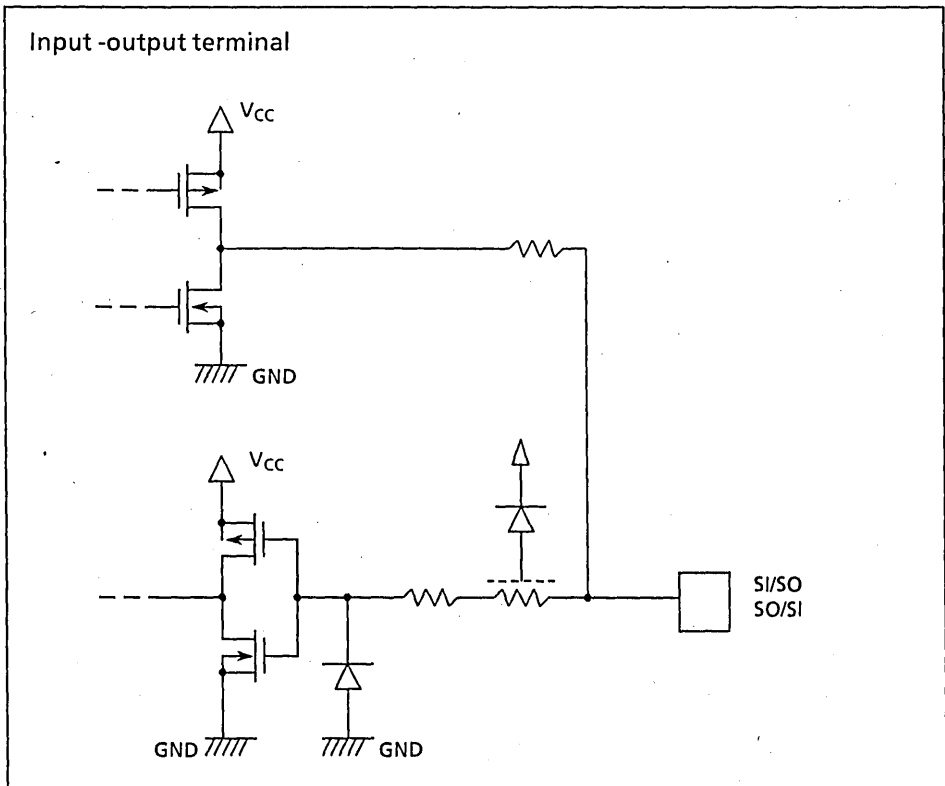 Input -output terminal
VCC
GND
VCC
SI/SO
SO/SI
GND
GND